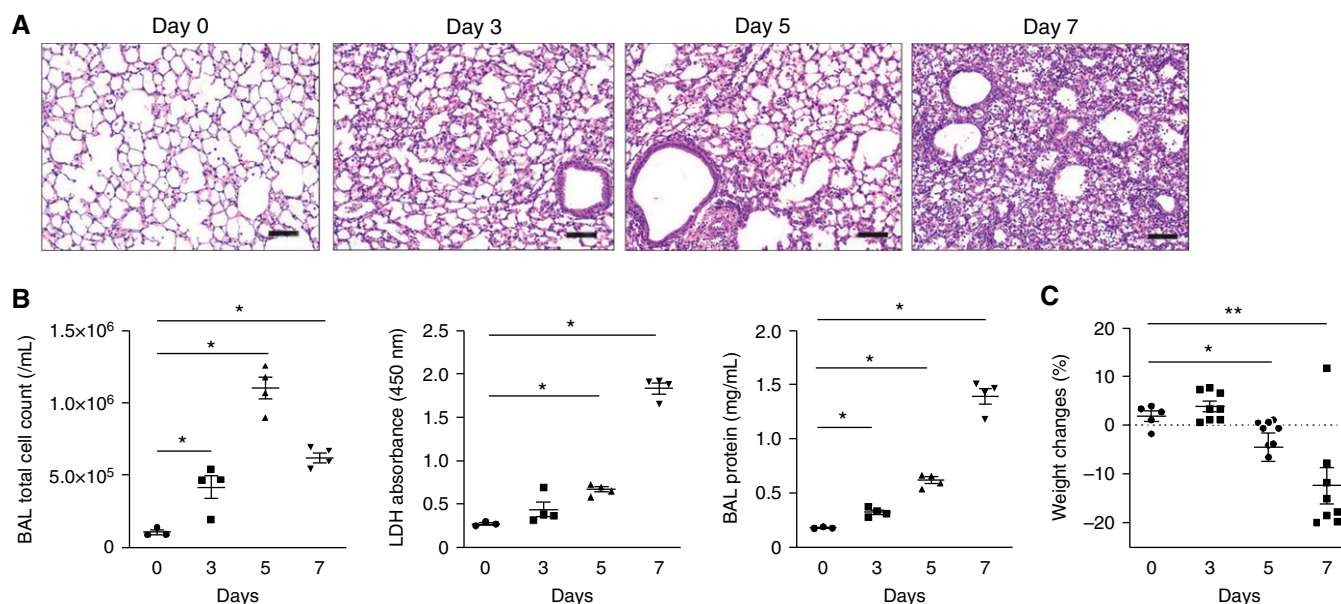 A
Day 0
Day 3
Day 5
Day 7
B
BAL total cell count (/mL)
1.5×10⁶
1.0×10⁶
5.0×10⁵
0
*
*
*
0 3 5 7
Days
LDH absorbance (450 nm)
2.5
2.0
1.5
1.0
0.5
0
*
*
0 3 5 7
Days
BAL protein (mg/mL)
2.0
1.5
1.0
0.5
0
*
*
*
0 3 5 7
Days
C
Weight changes (%)
20
10
0
−10
−20
**
*
0 3 5 7
Days